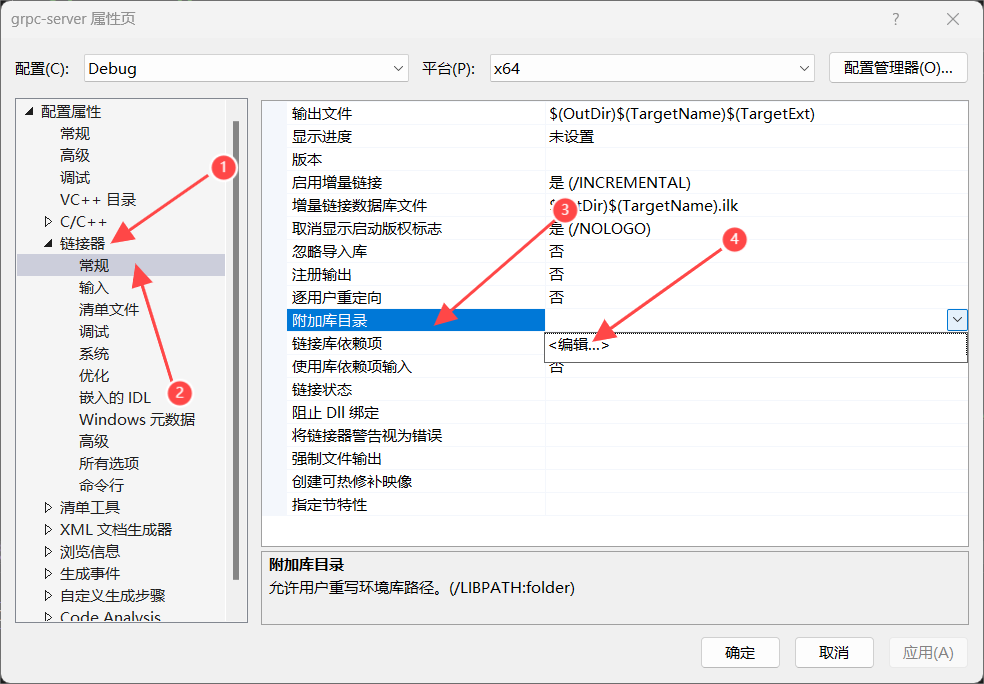 grpc-server 属性页
?
配置(C):
Debug
平台(P):
x64
配置管理器(O)...
配置属性
常规
高级
调试
VC++ 目录
C/C++
链接器
常规
输入
清单文件
调试
系统
优化
嵌入的 IDL
Windows 元数据
高级
所有选项
命令行
清单工具
XML 文档生成器
浏览信息
生成事件
自定义生成步骤
Code Analysis
1
2
3
4
输出文件 $(OutDir)$(TargetName)$(TargetExt)
显示进度 未设置
版本
启用增量链接 是 (/INCREMENTAL)
增量链接数据库文件 $ tDir)$(TargetName).ilk
取消显示启动版权标志 是 (/NOLOGO)
忽略导入库 否
注册输出 否
逐用户重定向 否
附加库目录
<编辑...>
链接库依赖项
使用库依赖项输入 否
链接状态
阻止 Dll 绑定
将链接器警告视为错误
强制文件输出
创建可热修补映像
指定节特性
附加库目录
允许用户重写环境库路径。(/LIBPATH:folder)
确定
取消
应用(A)